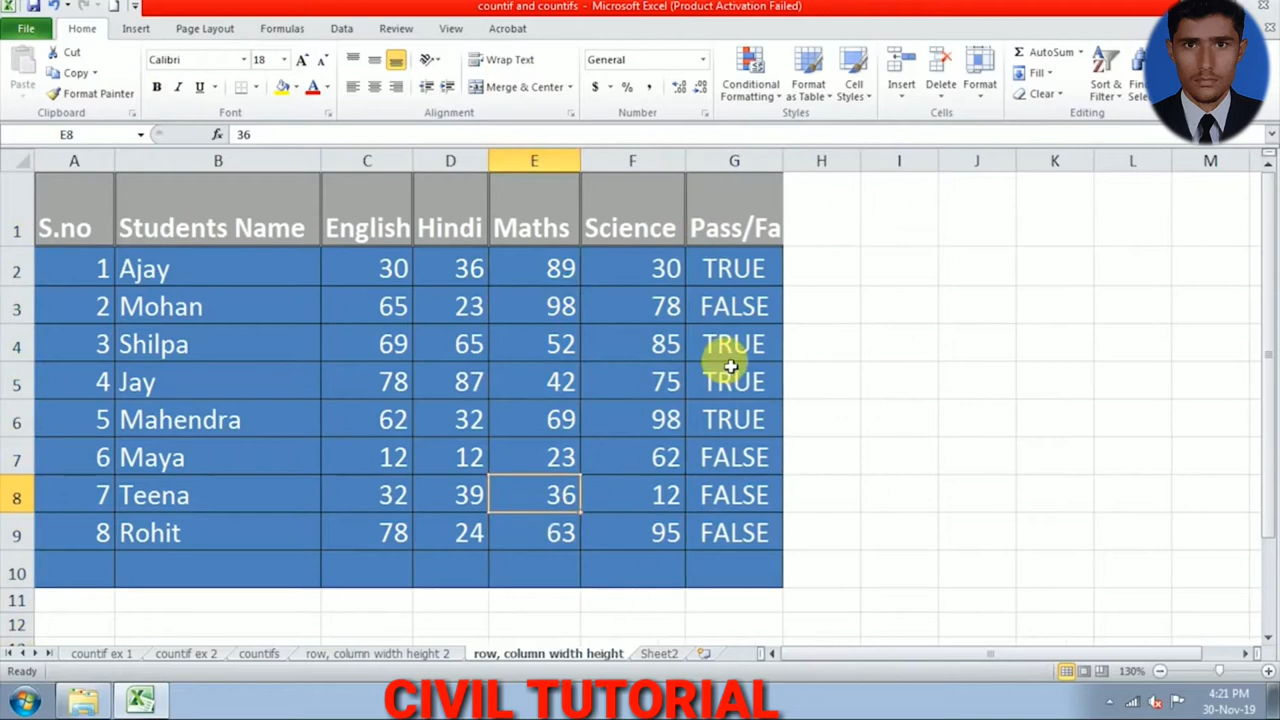 countif and countifs - Microsoft Excel (Product Activation Failed)
File Home Insert Page Layout Formulas Data Review View Acrobat
Cut
Copy
Format Painter
Paste
Clipboard
Calibri 18
B I U
Font
Wrap Text
Merge & Center
Alignment
General
$ % ,
Number
Conditional Formatting
Format as Table
Cell Styles
Styles
Insert Delete Format
Cells
Σ AutoSum
Fill
Clear
Sort & Filter
Editing
E8 fx 36
A B C D E F G H I J K L M
1 S.no Students Name English Hindi Maths Science Pass/Fa
2 1 Ajay 30 36 89 30 TRUE
3 2 Mohan 65 23 98 78 FALSE
4 3 Shilpa 69 65 52 85 TRUE
5 4 Jay 78 87 42 75 TRUE
6 5 Mahendra 62 32 69 98 TRUE
7 6 Maya 12 12 23 62 FALSE
8 7 Teena 32 39 36 12 FALSE
9 8 Rohit 78 24 63 95 FALSE
10
11
12
countif ex 1 countif ex 2 countifs row, column width height 2 row, column width height Sheet2
Ready 130%
CIVIL TUTORIAL
4:21 PM
30-Nov-19